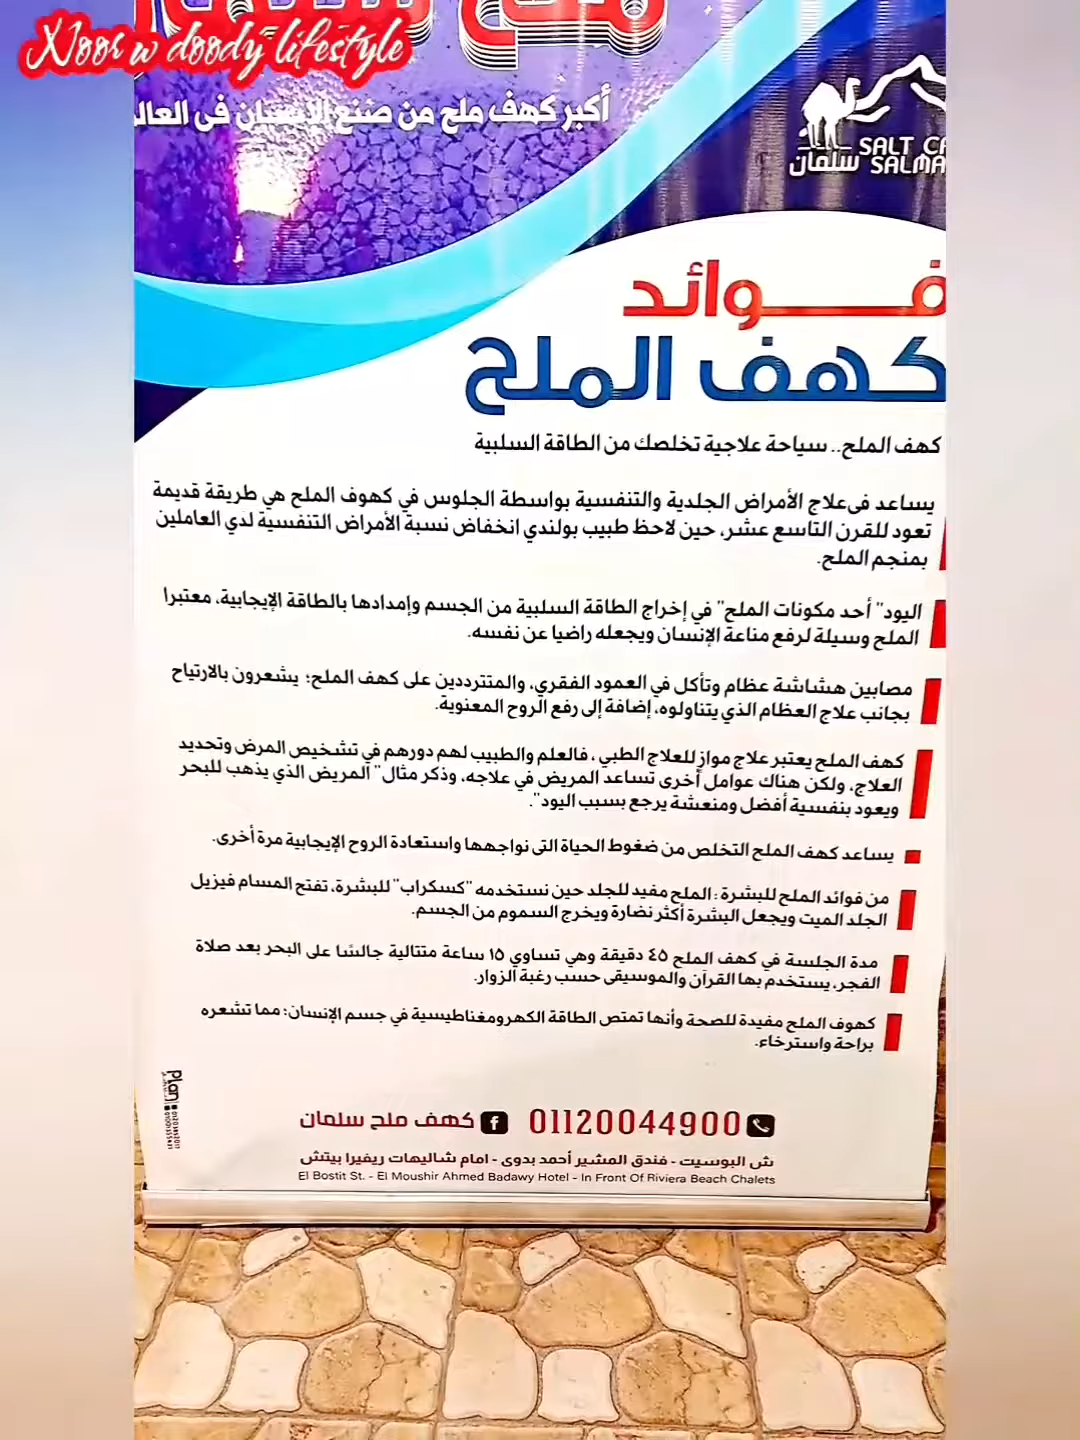 Noor w doody lifestyle
أكبر كهف ملح من صنع الإنسان فى
سلمان
SALT
فـــوائد
كهف الملح
كهف الملح.. سياحة علاجية تخلصك من الطاقة السلبية
يساعد فى علاج الأمراض الجلدية والتنفسية بواسطة الجلوس في كهوف الملح هي طريقة قديمة
تعود للقرن التاسع عشر، حين لاحظ طبيب بولندي انخفاض نسبة الأمراض التنفسية لدي العاملين
بمنجم الملح.
اليود" أحد مكونات الملح" في إخراج الطاقة السلبية من الجسم وإمدادها بالطاقة الإيجابية، معتبرا
الملح وسيلة لرفع مناعة الإنسان ويجعله راضيا عن نفسه.
مصابين هشاشة عظام وتأكل في العمود الفقري، والمتترددين على كهف الملح؛ يشعرون بالارتياح
بجانب علاج العظام الذي يتناولوه، إضافة إلى رفع الروح المعنوية.
كهف الملح يعتبر علاج موازٍ للعلاج الطبي ، فالعلم والطبيب لهم دورهم في تشخيص المرض وتحديد
العلاج، ولكن هناك عوامل أخرى تساعد المريض في علاجه، وذكر مثال" المريض الذي يذهب للبحر
ويعود بنفسية أفضل ومنعشة يرجع بسبب اليود".
يساعد كهف الملح التخلص من ضغوط الحياة التى نواجهها واستعادة الروح الإيجابية مرة أخرى.
من فوائد الملح للبشرة : الملح مفيد للجلد حين نستخدمه "كسكراب" للبشرة، تفتح المسام فيزيل
الجلد الميت ويجعل البشرة أكثر نضارة ويخرج السموم من الجسم.
مدة الجلسة في كهف الملح ٤٥ دقيقة وهي تساوي ١٥ ساعة متتالية جالسًا على البحر بعد صلاة
الفجر، يستخدم بها القرآن والموسيقى حسب رغبة الزوار.
كهوف الملح مفيدة للصحة وأنها تمتص الطاقة الكهرومغناطيسية في جسم الإنسان؛ مما تشعره
براحة واسترخاء.
01120044900 كهف ملح سلمان
ش البوسيت - فندق المشير أحمد بدوى - امام شاليهات ريفيرا بيتش
El Bostit St. - El Moushir Ahmed Badawy Hotel - In Front Of Riviera Beach Chalets
Plan